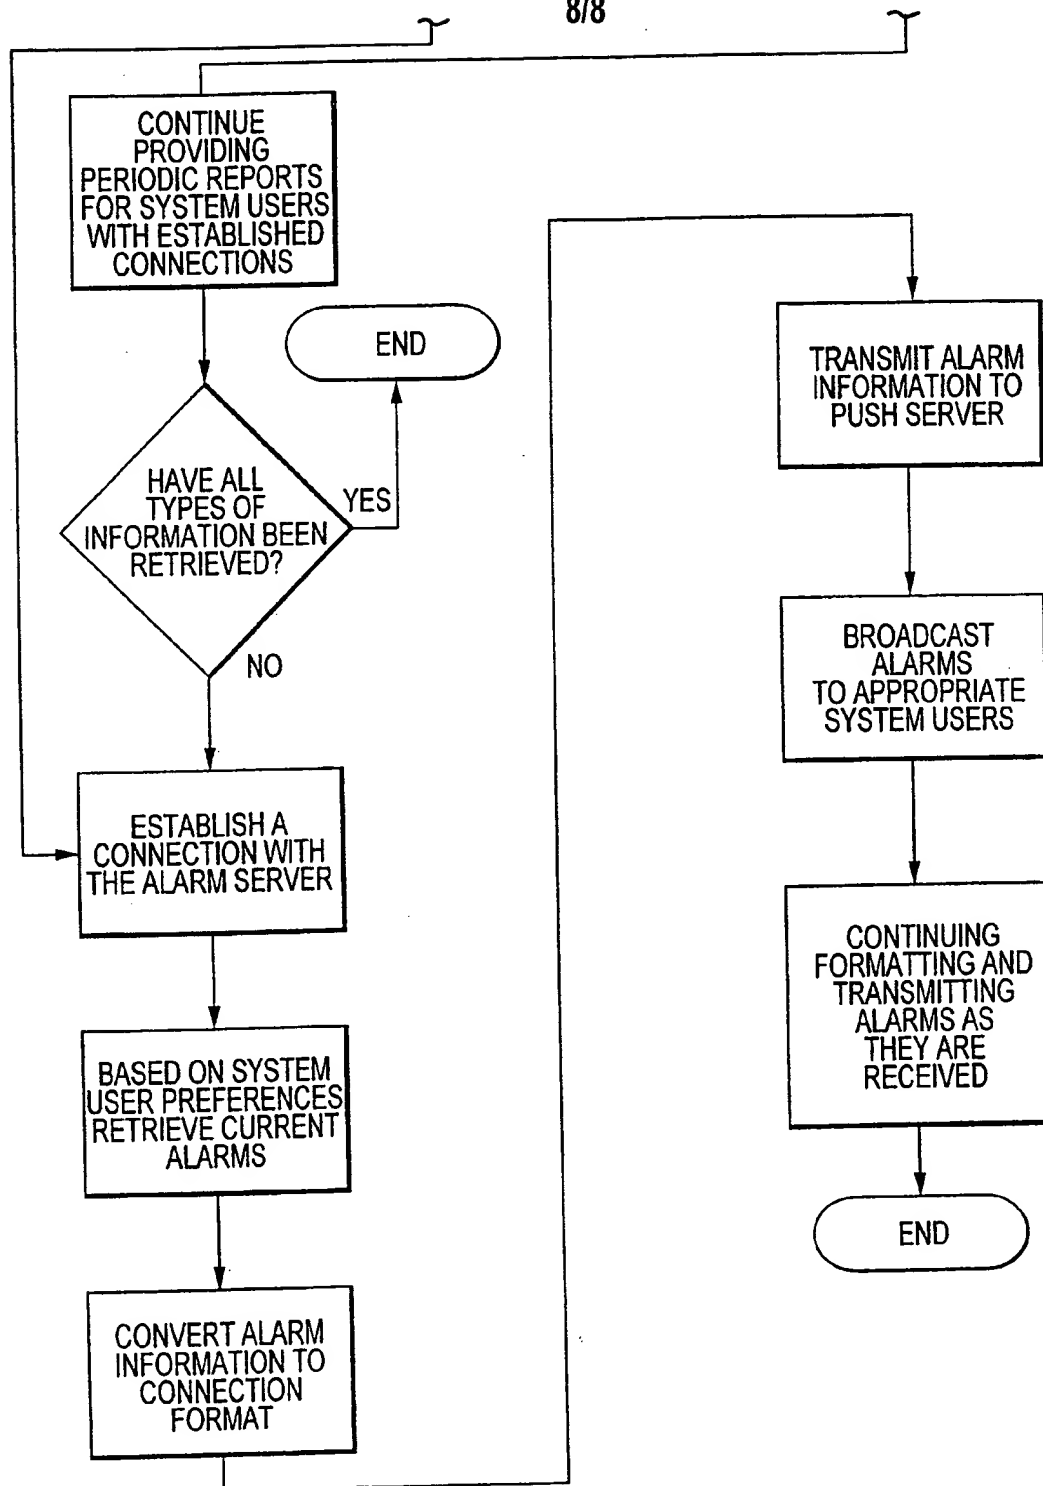 8/8
CONTINUE
PROVIDING
PERIODIC REPORTS
FOR SYSTEM USERS
WITH ESTABLISHED
CONNECTIONS
END
HAVE ALL
TYPES OF
INFORMATION BEEN
RETRIEVED?
YES
NO
ESTABLISH A
CONNECTION WITH
THE ALARM SERVER
BASED ON SYSTEM
USER PREFERENCES
RETRIEVE CURRENT
ALARMS
CONVERT ALARM
INFORMATION TO
CONNECTION
FORMAT
TRANSMIT ALARM
INFORMATION TO
PUSH SERVER
BROADCAST
ALARMS
TO APPROPRIATE
SYSTEM USERS
CONTINUING
FORMATTING AND
TRANSMITTING
ALARMS AS
THEY ARE
RECEIVED
END